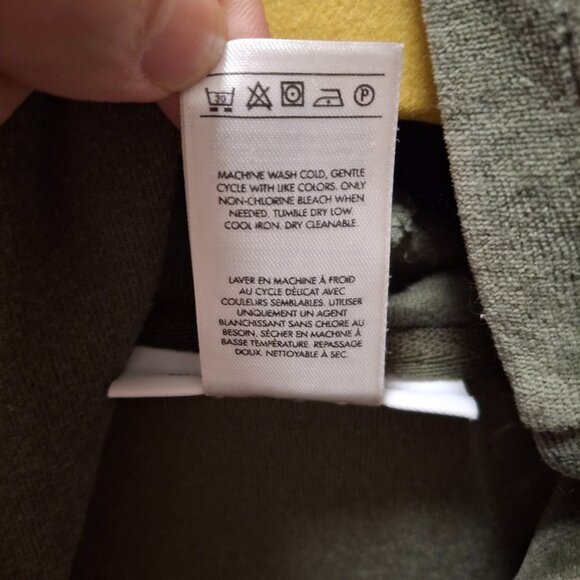 30 P
MACHINE WASH COLD, GENTLE
CYCLE WITH LIKE COLORS. ONLY
NON-CHLORINE BLEACH WHEN
NEEDED. TUMBLE DRY LOW.
COOL IRON. DRY CLEANABLE.
LAVER EN MACHINE À FROID
AU CYCLE DÉLICAT AVEC
COULEURS SEMBLABLES. UTILISER
UNIQUEMENT UN AGENT
BLANCHISSANT SANS CHLORE AU
BESOIN. SÉCHER EN MACHINE À
BASSE TEMPÉRATURE. REPASSAGE
DOUX. NETTOYABLE À SEC.